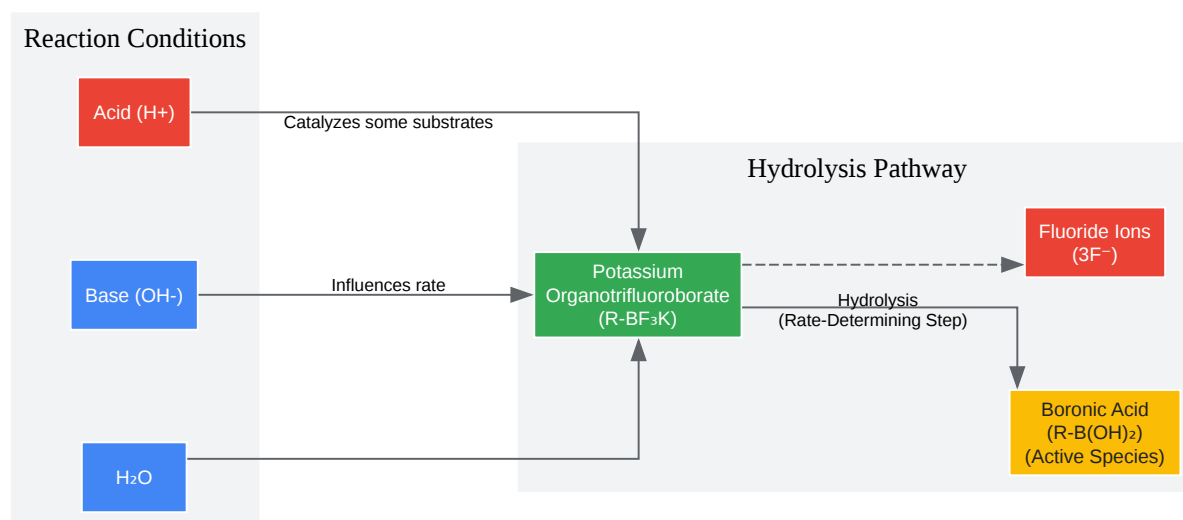 Reaction Conditions
Acid (H+)
Catalyzes some substrates
Hydrolysis Pathway
Fluoride Ions
(3F⁻)
Base (OH-)
Influences rate
Potassium
Organotrifluoroborate
(R-BF₃K)
Hydrolysis
(Rate-Determining Step)
Boronic Acid
(R-B(OH)₂)
(Active Species)
H₂O